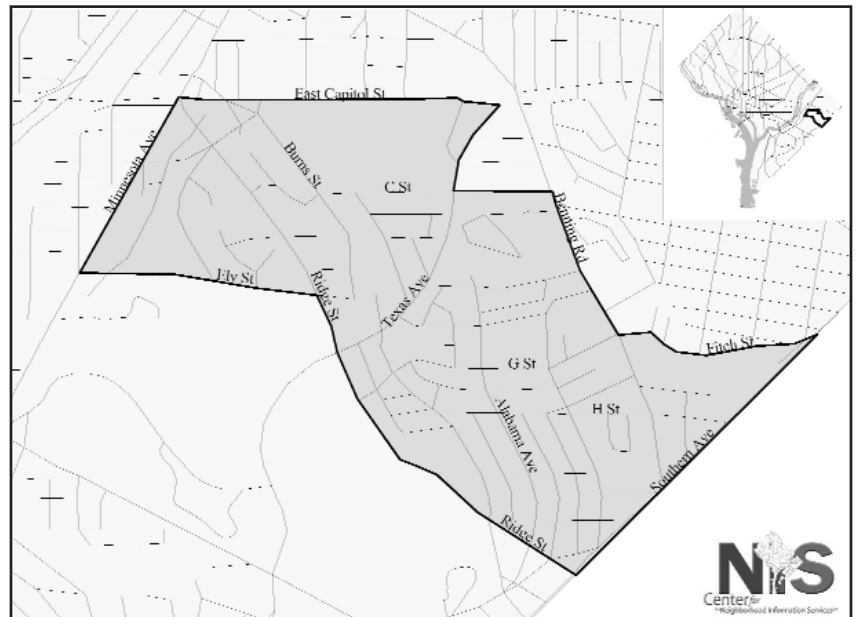 East Capitol St
Minnesota Ave
Burns St
C St
Benning Rd
Ely St
Ridge St
Texas Ave
Fitch St
G St
Alabama Ave
H St
Southern Ave
Ridge St
NIS
Center for
Neighborhood Information Services